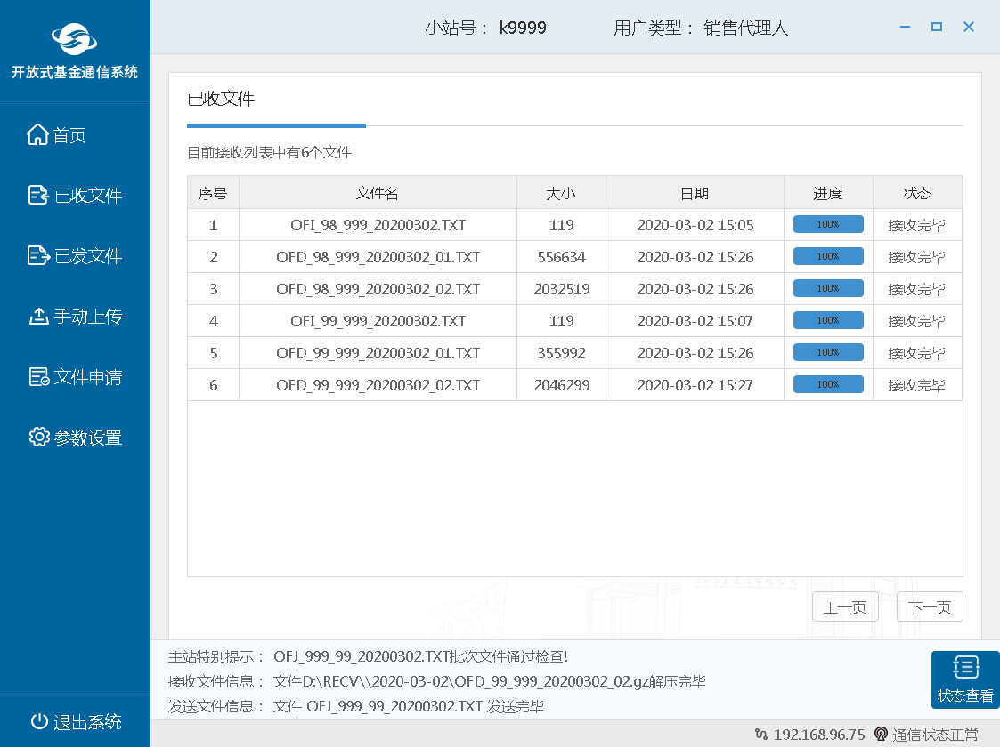 小站号： k9999 用户类型： 销售代理人
开放式基金通信系统
首页
已收文件
已发文件
手动上传
文件申请
参数设置
退出系统
已收文件
目前接收列表中有6个文件
序号 文件名 大小 日期 进度 状态
1 OFI_98_999_20200302.TXT 119 2020-03-02 15:05 100% 接收完毕
2 OFD_98_999_20200302_01.TXT 556634 2020-03-02 15:26 100% 接收完毕
3 OFD_98_999_20200302_02.TXT 2032519 2020-03-02 15:26 100% 接收完毕
4 OFI_99_999_20200302.TXT 119 2020-03-02 15:07 100% 接收完毕
5 OFD_99_999_20200302_01.TXT 355992 2020-03-02 15:26 100% 接收完毕
6 OFD_99_999_20200302_02.TXT 2046299 2020-03-02 15:27 100% 接收完毕
上一页 下一页
主站特别提示： OFJ_999_99_20200302.TXT批次文件通过检查!
接收文件信息： 文件D:\RECV\\2020-03-02\OFD_99_999_20200302_02.gz解压完毕
发送文件信息： 文件 OFJ_999_99_20200302.TXT 发送完毕
状态查看
192.168.96.75 通信状态正常